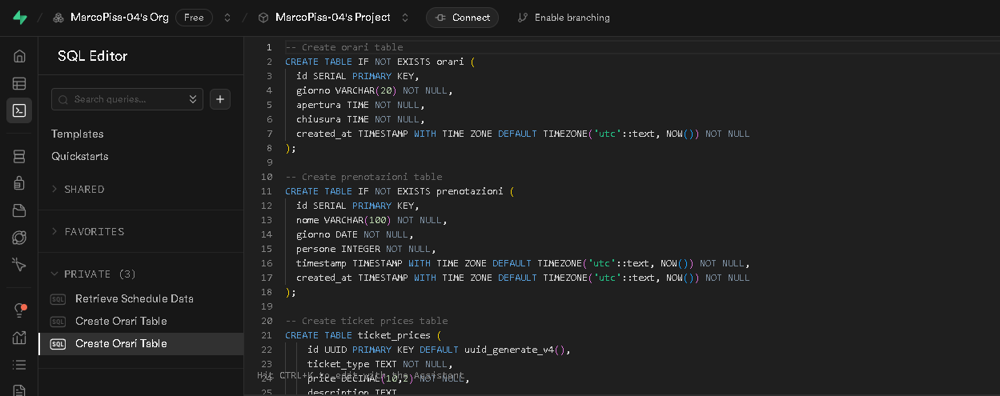 MarcoPisa-04's Org Free MarcoPisa-04's Project Connect Enable branching
SQL Editor
Search queries...
Templates
Quickstarts
SHARED
FAVORITES
PRIVATE (3)
SQL Retrieve Schedule Data
SQL Create Orari Table
SQL Create Orari Table
1 -- Create orari table
2 CREATE TABLE IF NOT EXISTS orari (
3 id SERIAL PRIMARY KEY,
4 giorno VARCHAR(20) NOT NULL,
5 apertura TIME NOT NULL,
6 chiusura TIME NOT NULL,
7 created_at TIMESTAMP WITH TIME ZONE DEFAULT TIMEZONE('utc'::text, NOW()) NOT NULL
8 );
9
10 -- Create prenotazioni table
11 CREATE TABLE IF NOT EXISTS prenotazioni (
12 id SERIAL PRIMARY KEY,
13 nome VARCHAR(100) NOT NULL,
14 giorno DATE NOT NULL,
15 persone INTEGER NOT NULL,
16 timestamp TIMESTAMP WITH TIME ZONE DEFAULT TIMEZONE('utc'::text, NOW()) NOT NULL,
17 created_at TIMESTAMP WITH TIME ZONE DEFAULT TIMEZONE('utc'::text, NOW()) NOT NULL
18 );
19
20 -- Create ticket prices table
21 CREATE TABLE ticket_prices (
22 id UUID PRIMARY KEY DEFAULT uuid_generate_v4(),
23 ticket_type TEXT NOT NULL,
Hit CTRL+K to edit with the Assistant
24 price DECIMAL(10,2) NOT NULL,
25 description TEXT